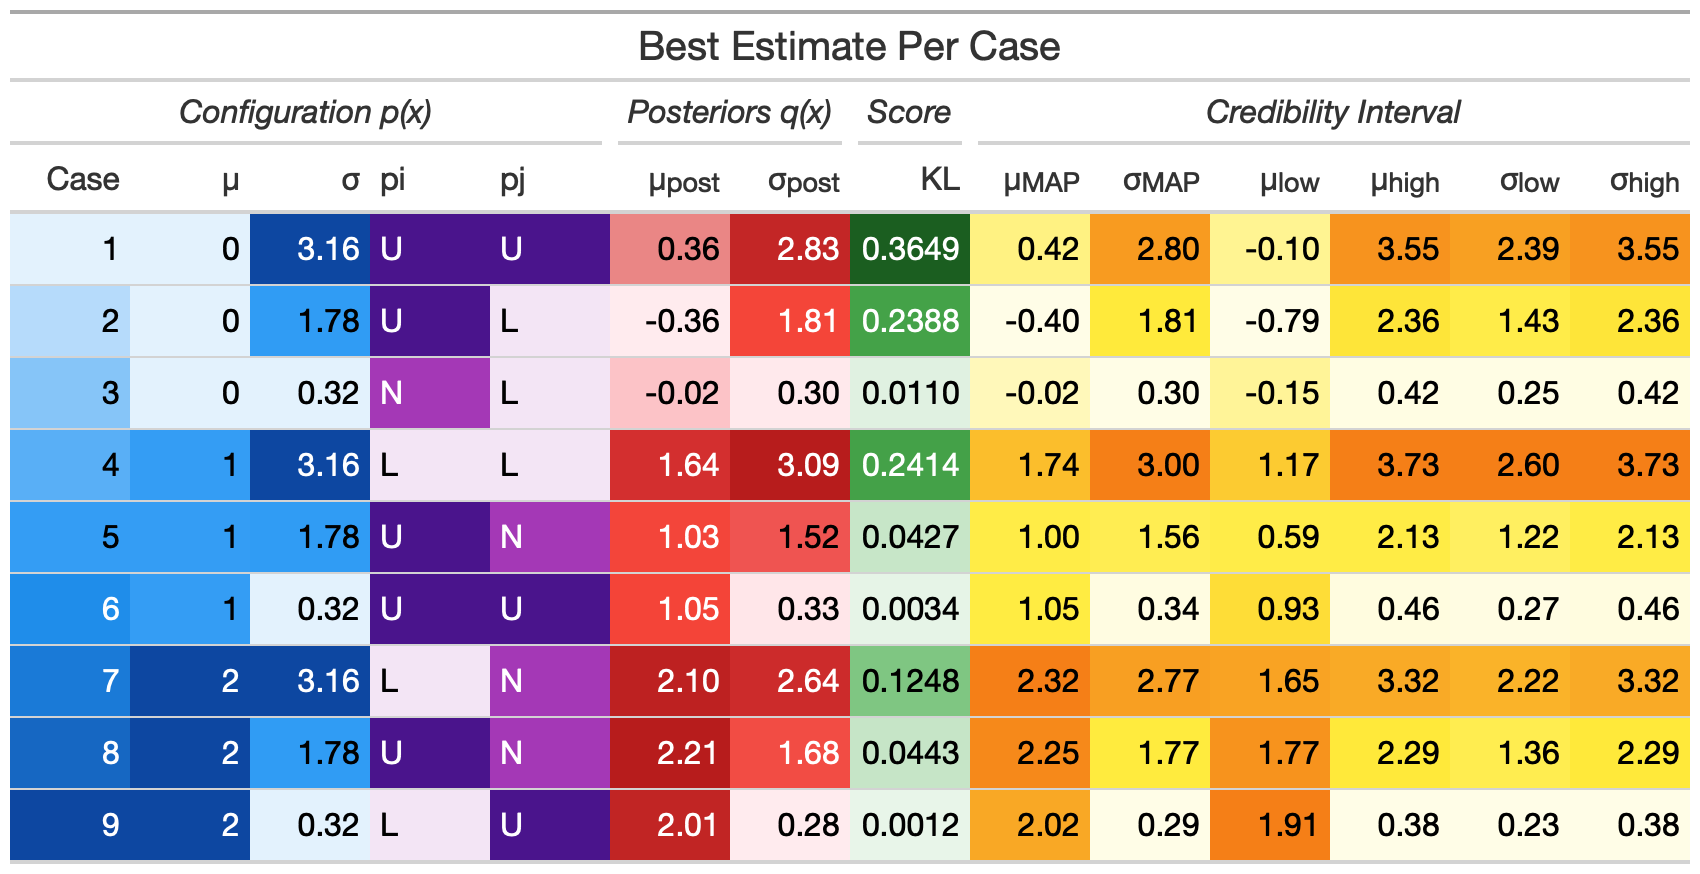 Best Estimate Per Case
Configuration p(x) Posteriors q(x) Score Credibility Interval
Case μ σ pi pj μpost σpost KL μMAP σMAP μlow μhigh σlow σhigh
1 0 3.16 U U 0.36 2.83 0.3649 0.42 2.80 -0.10 3.55 2.39 3.55
2 0 1.78 U L -0.36 1.81 0.2388 -0.40 1.81 -0.79 2.36 1.43 2.36
3 0 0.32 N L -0.02 0.30 0.0110 -0.02 0.30 -0.15 0.42 0.25 0.42
4 1 3.16 L L 1.64 3.09 0.2414 1.74 3.00 1.17 3.73 2.60 3.73
5 1 1.78 U N 1.03 1.52 0.0427 1.00 1.56 0.59 2.13 1.22 2.13
6 1 0.32 U U 1.05 0.33 0.0034 1.05 0.34 0.93 0.46 0.27 0.46
7 2 3.16 L N 2.10 2.64 0.1248 2.32 2.77 1.65 3.32 2.22 3.32
8 2 1.78 U N 2.21 1.68 0.0443 2.25 1.77 1.77 2.29 1.36 2.29
9 2 0.32 L U 2.01 0.28 0.0012 2.02 0.29 1.91 0.38 0.23 0.38